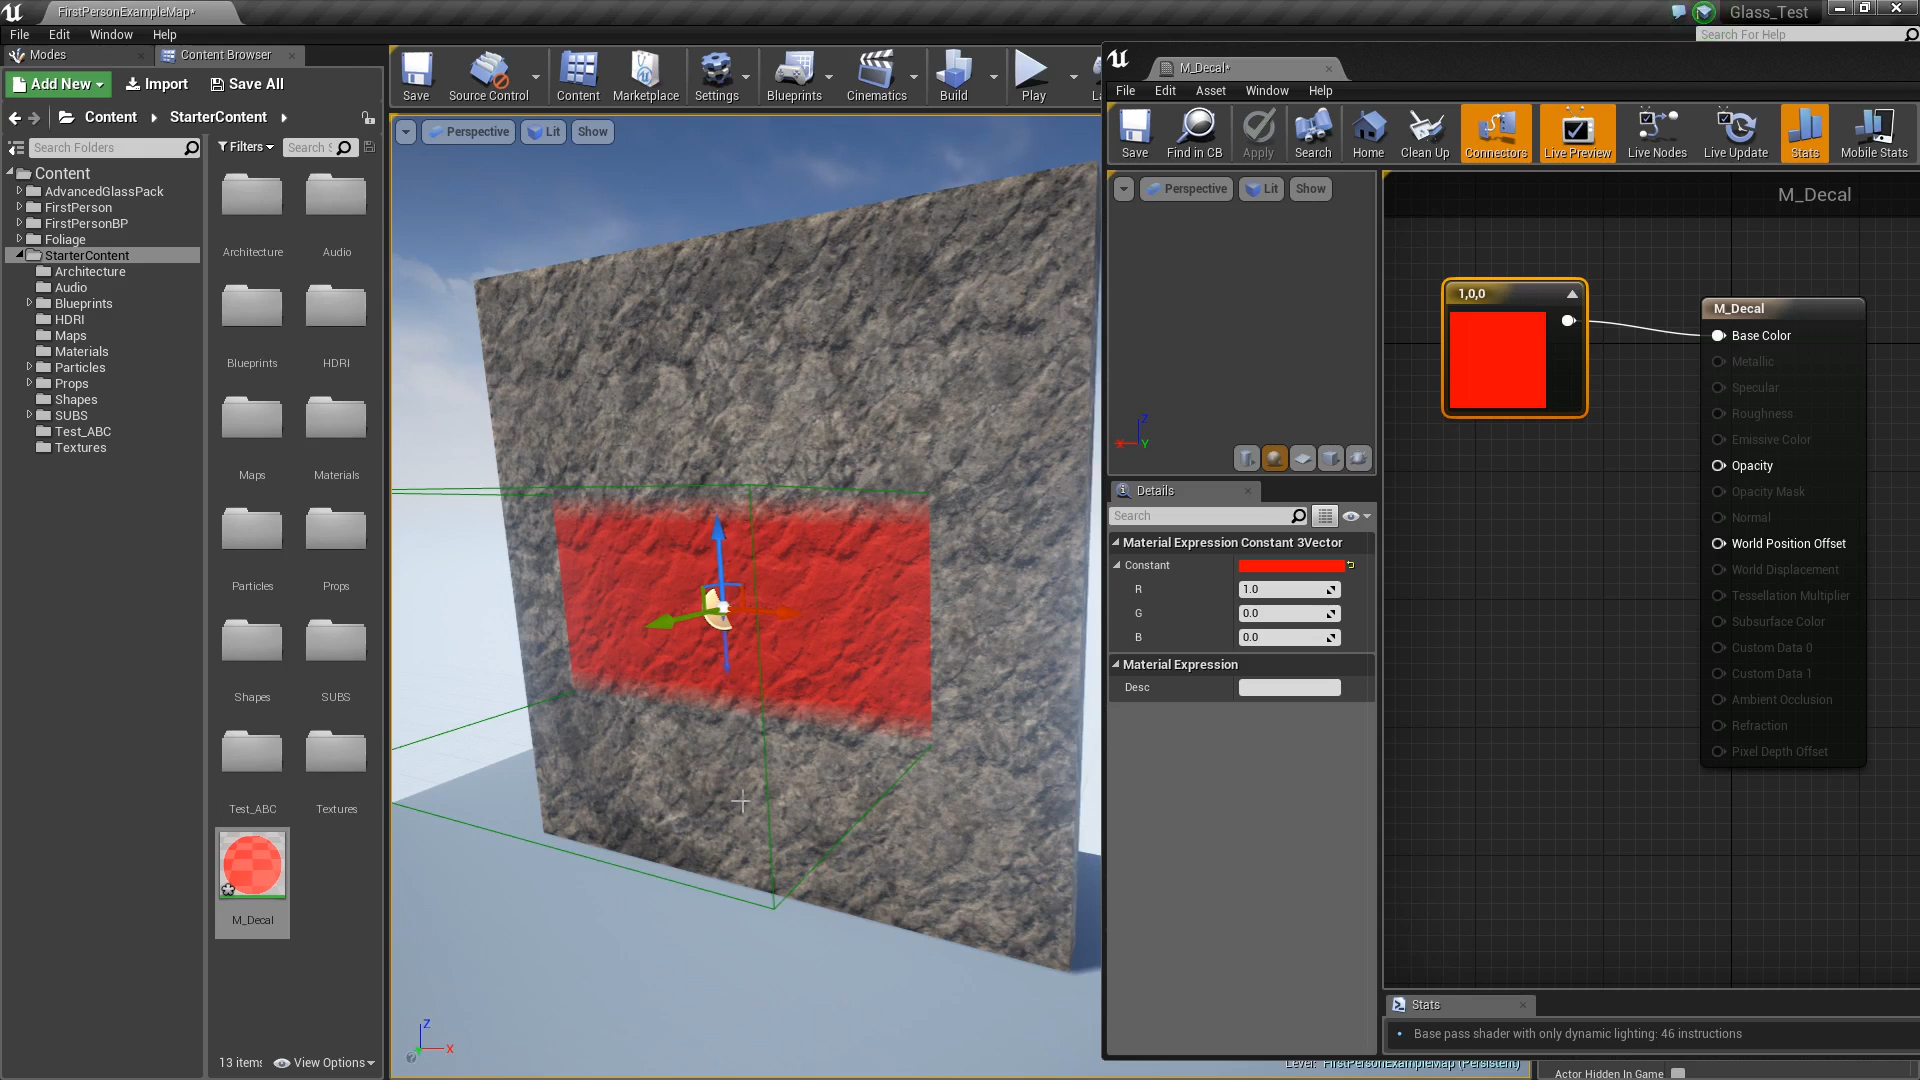 FirstPersonExampleMap*
Glass_Test
File Edit Window Help
Search For Help
Modes
Content Browser
Add New
Import
Save All
Content
StarterContent
Search Folders
Filters
Content
AdvancedGlassPack
FirstPerson
FirstPersonBP
Foliage
StarterContent
Architecture
Audio
Blueprints
HDRI
Maps
Materials
Particles
Props
Shapes
SUBS
Test_ABC
Textures
Architecture Audio
Blueprints HDRI
Maps Materials
Particles Props
Shapes SUBS
Test_ABC Textures
M_Decal
13 items
View Options
Save Source Control Content Marketplace Settings Blueprints Cinematics Build Play
Perspective Lit Show
Z
X
M_Decal*
File Edit Asset Window Help
Save Find in CB Apply Search Home Clean Up Connectors Live Preview Live Nodes Live Update Stats Mobile Stats
Perspective Lit Show
Z
X Y
Details
Search
Material Expression Constant 3Vector
Constant
R 1.0
G 0.0
B 0.0
Material Expression
Desc
M_Decal
1,0,0
M_Decal
Base Color
Metallic
Specular
Roughness
Emissive Color
Opacity
Opacity Mask
Normal
World Position Offset
World Displacement
Tessellation Multiplier
Subsurface Color
Custom Data 0
Custom Data 1
Ambient Occlusion
Refraction
Pixel Depth Offset
Stats
Base pass shader with only dynamic lighting: 46 instructions
Level: FirstPersonExampleMap (Persistent)
Actor Hidden In Game